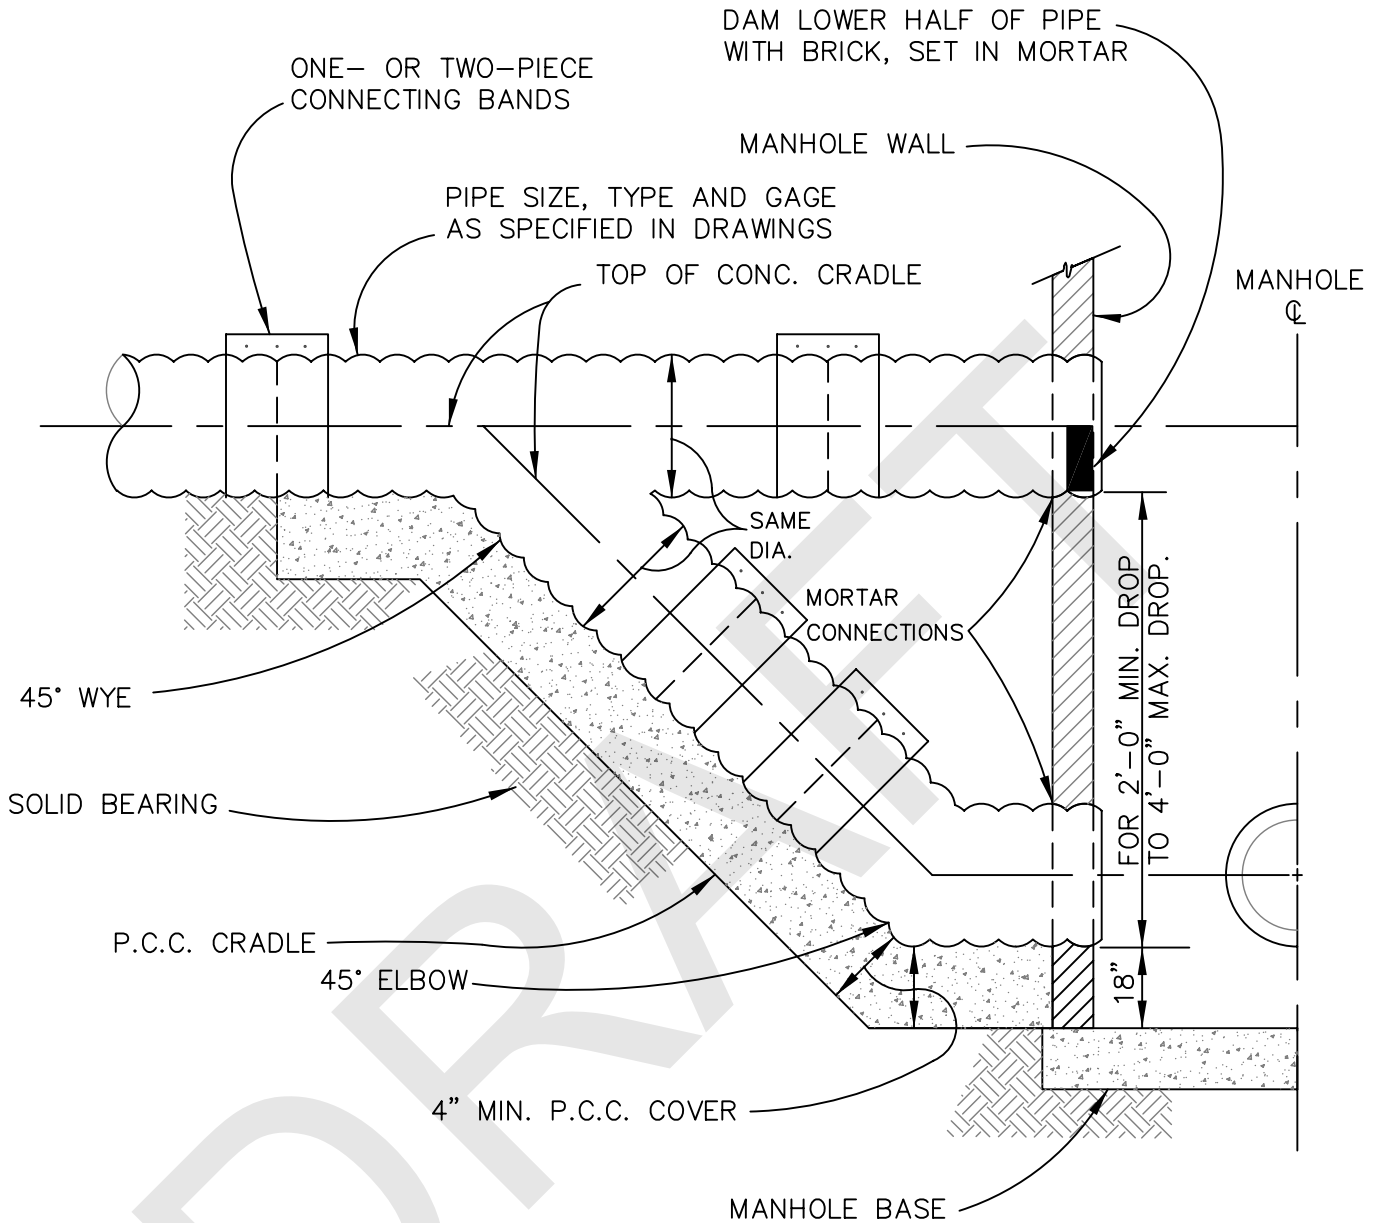 DAM LOWER HALF OF PIPE
WITH BRICK, SET IN MORTAR
ONE- OR TWO-PIECE
CONNECTING BANDS
MANHOLE WALL
PIPE SIZE, TYPE AND GAGE
AS SPECIFIED IN DRAWINGS
TOP OF CONC. CRADLE
MANHOLE
℄
SAME
DIA.
MORTAR
CONNECTIONS
FOR 2'-0" MIN. DROP
TO 4'-0" MAX. DROP.
45° WYE
SOLID BEARING
P.C.C. CRADLE
45° ELBOW
18"
4" MIN. P.C.C. COVER
MANHOLE BASE
DRAFT